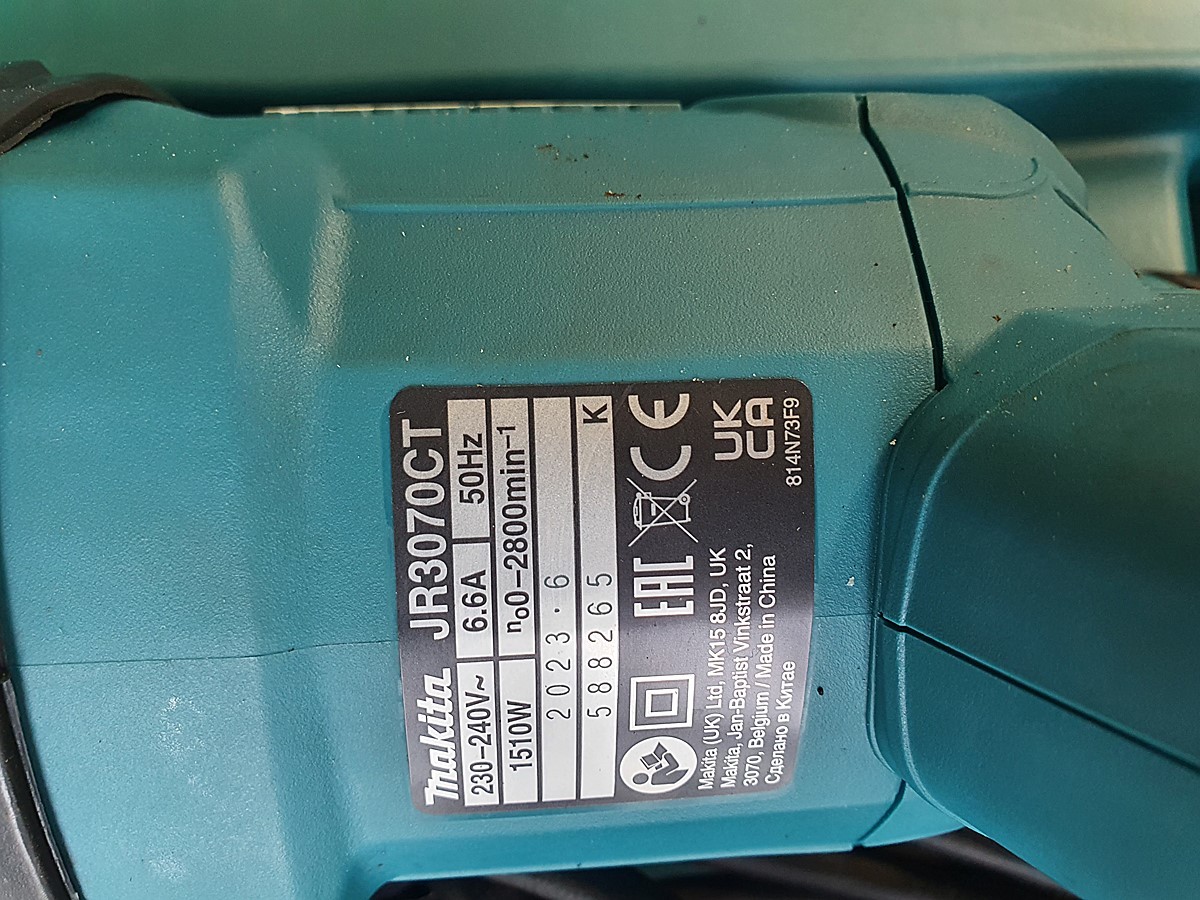 Makita JR3070CT
230-240V~ 6.6A 50Hz
1510W n₀0-2800min⁻¹
2023.6
588265 K
EAC CE
UK
CA
Makita (UK) Ltd, MK15 8JD, UK
Makita, Jan-Baptist Vinkstraat 2,
3070, Belgium / Made in China
Сделано в Китае
814N73F9